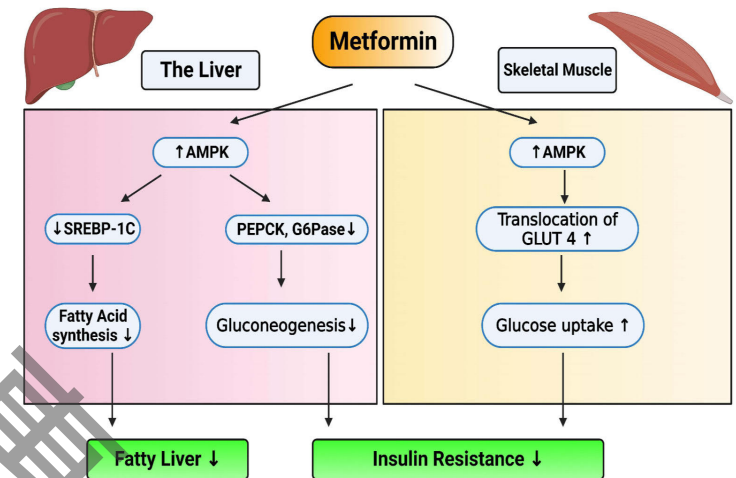 Metformin
The Liver
Skeletal Muscle
↑AMPK
↓SREBP-1C
PEPCK, G6Pase↓
Fatty Acid
synthesis ↓
Gluconeogenesis↓
↑AMPK
Translocation of
GLUT 4 ↑
Glucose uptake ↑
Fatty Liver ↓
Insulin Resistance ↓